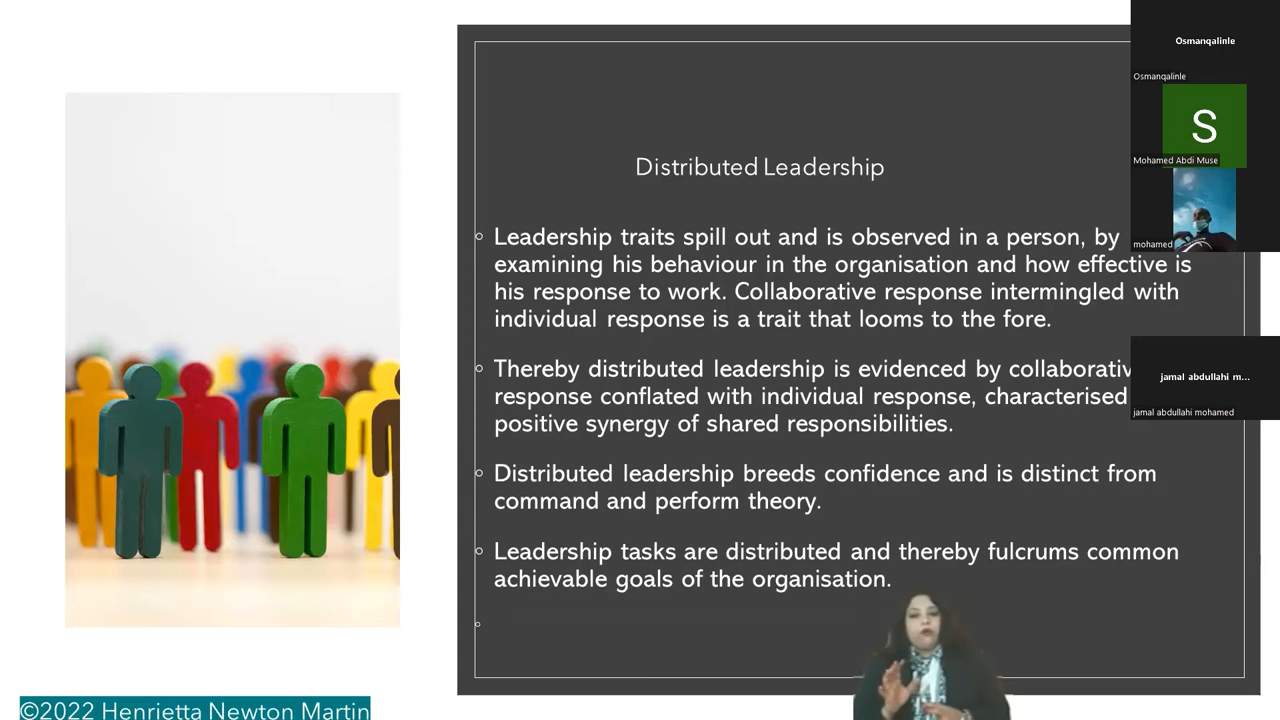 Distributed Leadership
Leadership traits spill out and is observed in a person, by
examining his behaviour in the organisation and how effective is
his response to work. Collaborative response intermingled with
individual response is a trait that looms to the fore.
Thereby distributed leadership is evidenced by
response conflated with individual response, characterised
positive synergy of shared responsibilities.
Distributed leadership breeds confidence and is distinct from
command and perform theory.
Leadership tasks are distributed and thereby fulcrums common
achievable goals of the organisation.
©2022 Henrietta Newton Martin
Osmanqalinle
Osmanqalinle
S
Mohamed Abdi Muse
mohamed
jamal abdullahi m...
jamal abdullahi mohamed